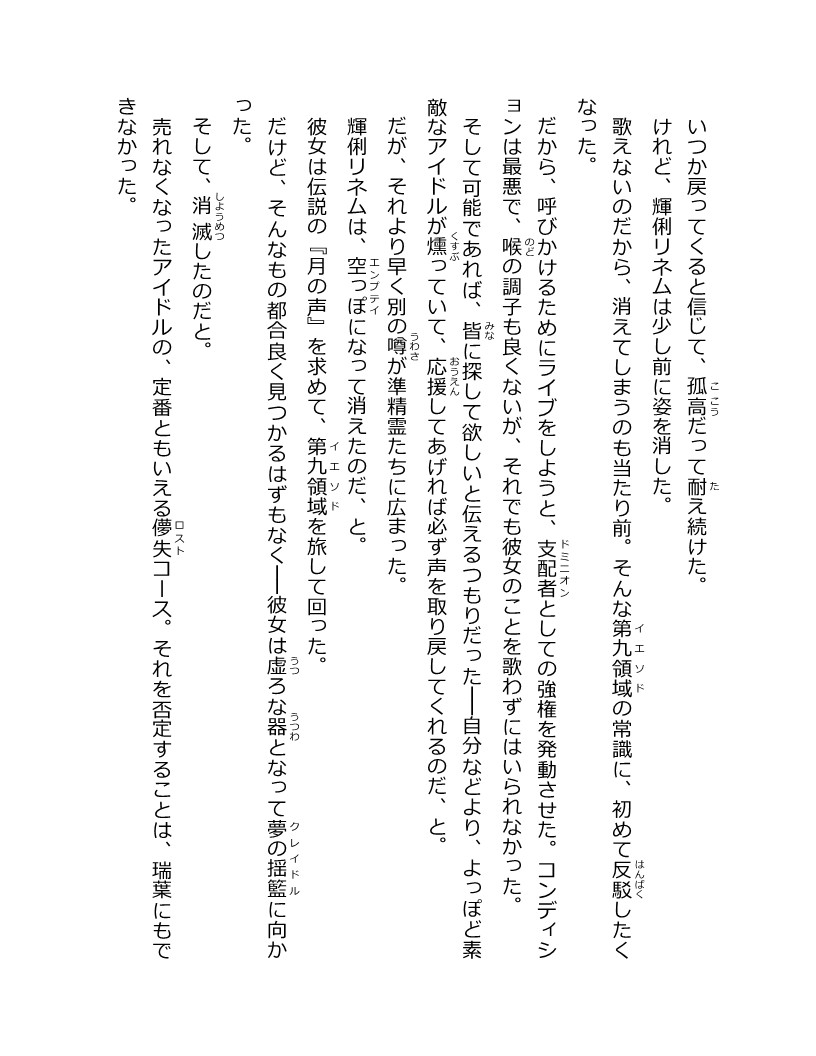 いつか戻ってくると信じて、孤高だって耐え続けた。
けれど、輝俐リネムは少し前に姿を消した。
歌えないのだから、消えてしまうのも当たり前。そんな第九領域の常識に、初めて反駁したく
なった。
だから、呼びかけるためにライブをしようと、支配者としての強権を発動させた。コンディシ
ョンは最悪で、喉の調子も良くないが、それでも彼女のことを歌わずにはいられなかった。
そして可能であれば、皆に探して欲しいと伝えるつもりだった――自分などより、よっぽど素
敵なアイドルが燻っていて、応援してあげれば必ず声を取り戻してくれるのだ、と。
だが、それより早く別の噂が準精霊たちに広まった。
輝俐リネムは、空っぽになって消えたのだ、と。
彼女は伝説の『月の声』を求めて、第九領域を旅して回った。
だけど、そんなもの都合良く見つかるはずもなく――彼女は虚ろな器となって夢の揺籃に向か
った。
そして、消滅したのだと。
売れなくなったアイドルの、定番ともいえる儚失コース。それを否定することは、瑞葉にもで
きなかった。